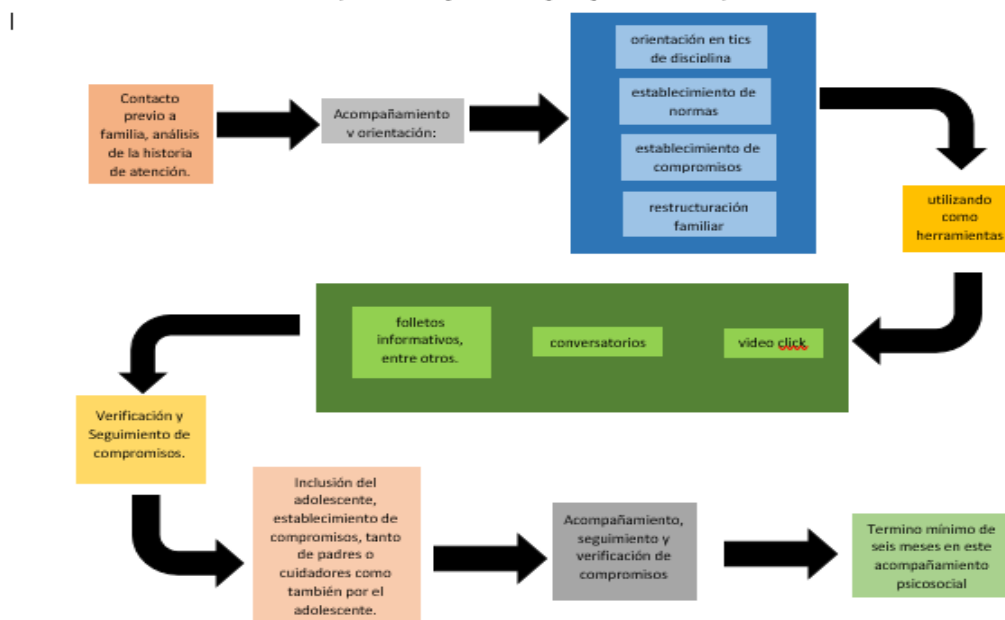 Contacto
previo a
familia, análisis
de la historia
de atención.
Acompañamiento
y orientación:
orientación en tics
de disciplina
establecimiento de
normas
establecimiento de
compromisos
restructuración
familiar
utilizando
como
herramientas
folletos
informativos,
entre otros.
conversatorios
video click
Verificación y
Seguimiento de
compromisos.
Inclusión del
adolescente,
establecimiento de
compromisos, tanto
de padres o
cuidadores como
también por el
adolescente.
Acompañamiento,
seguimiento y
verificación de
compromisos
Termino mínimo de
seis meses en este
acompañamiento
psicosocial